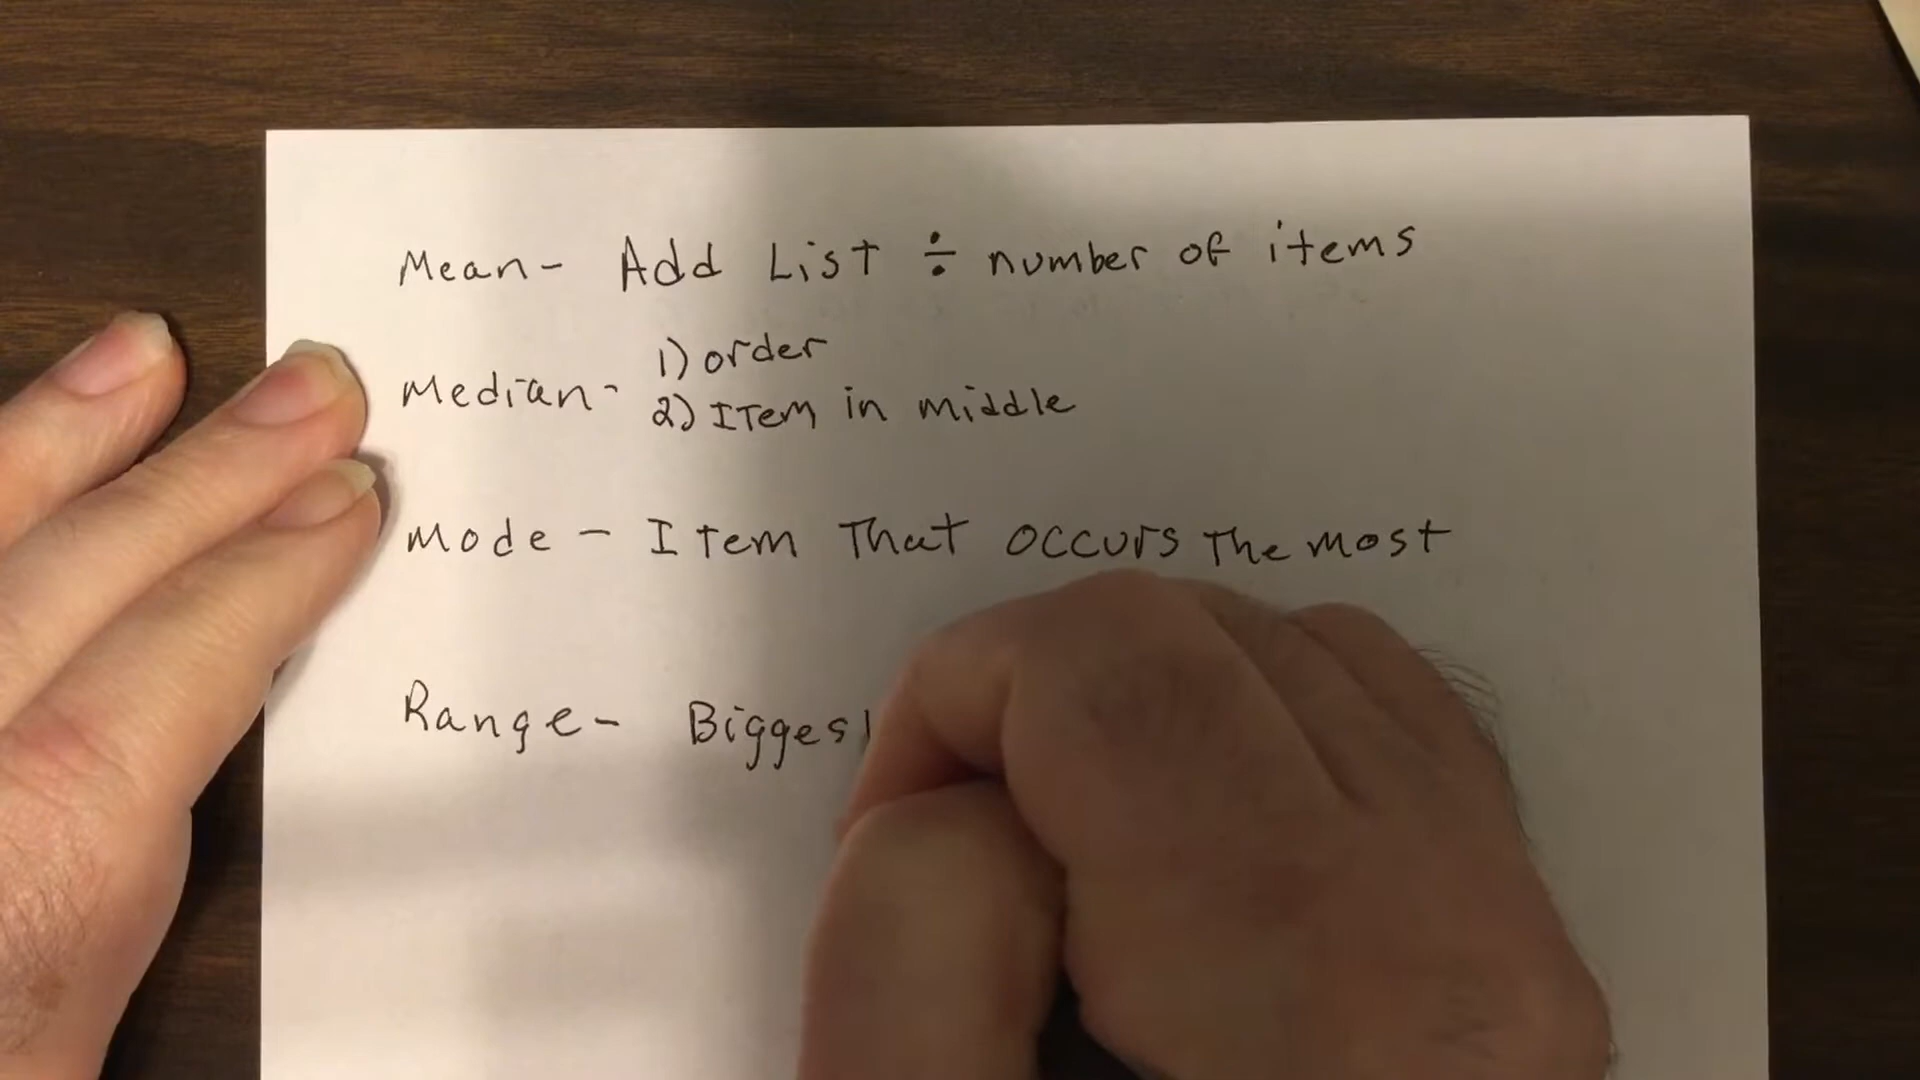 Mean- Add List ÷ number of items
1) order
Median-
2) Item in middle
Mode - Item That occurs The most
Range-